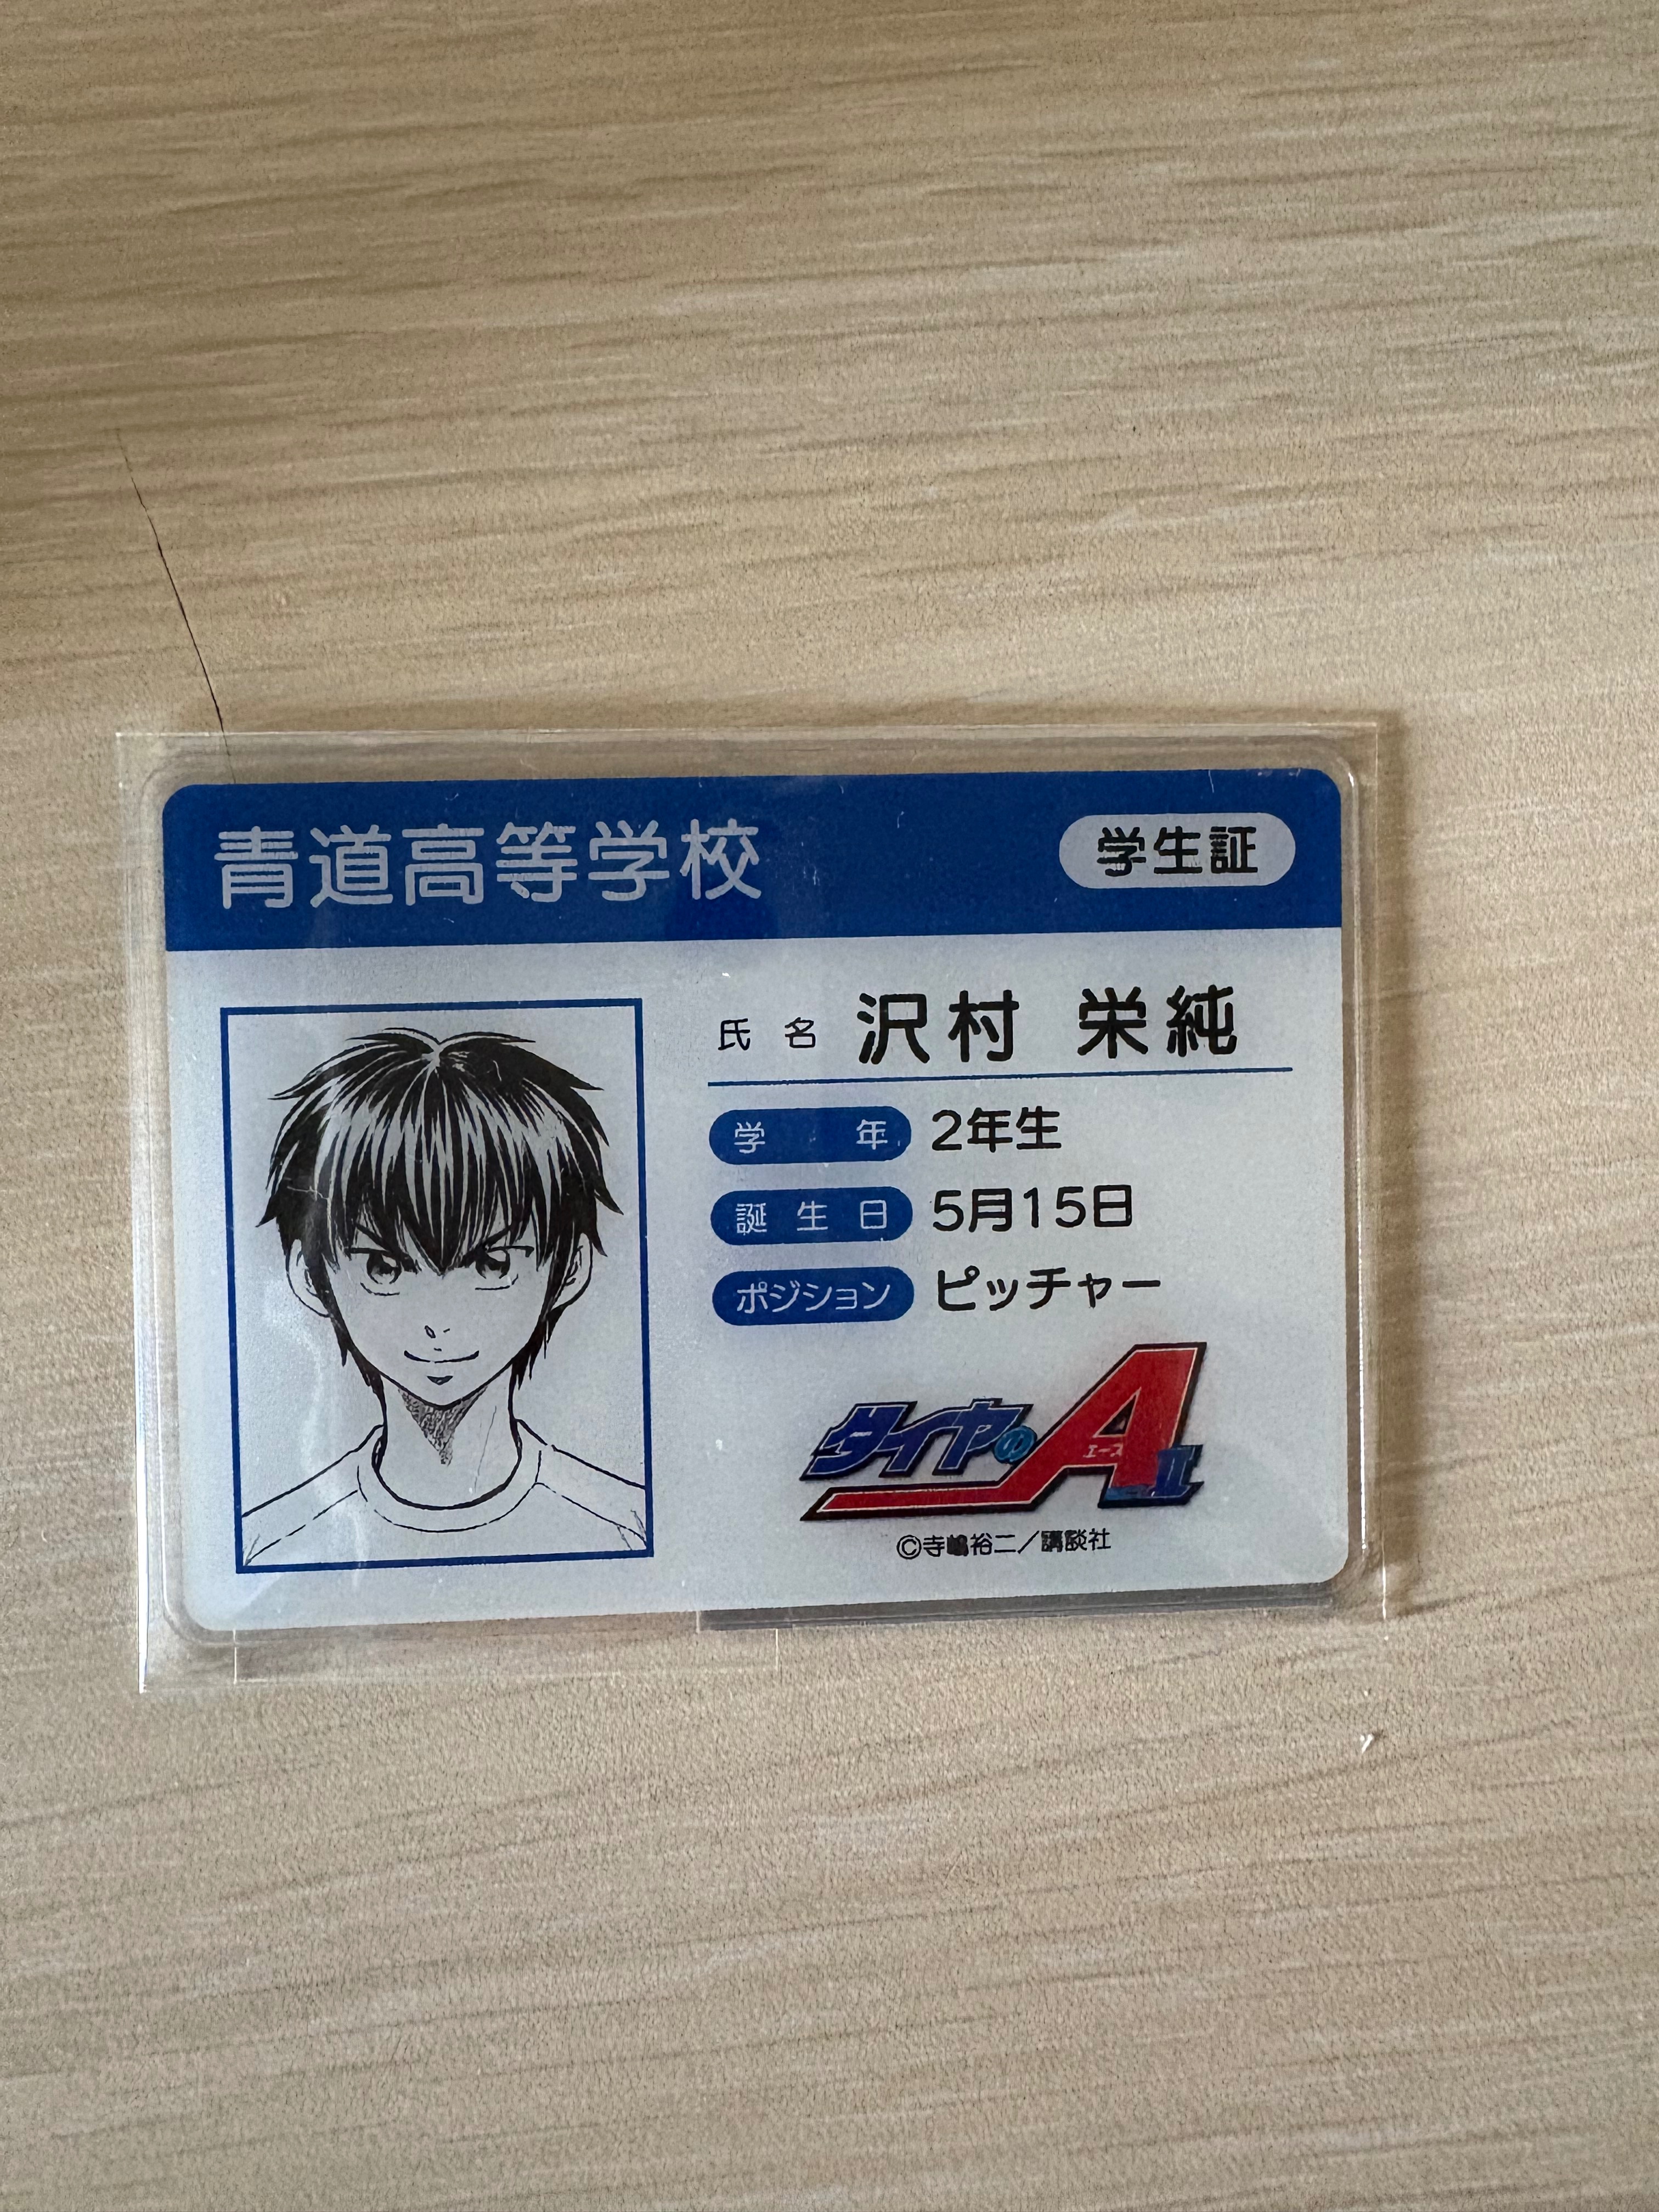 青道高等学校 学生証
氏名 沢村 栄純
学年 2年生
誕生日 5月15日
ポジション ピッチャー
ダイヤのA エース II
©寺嶋裕二／講談社